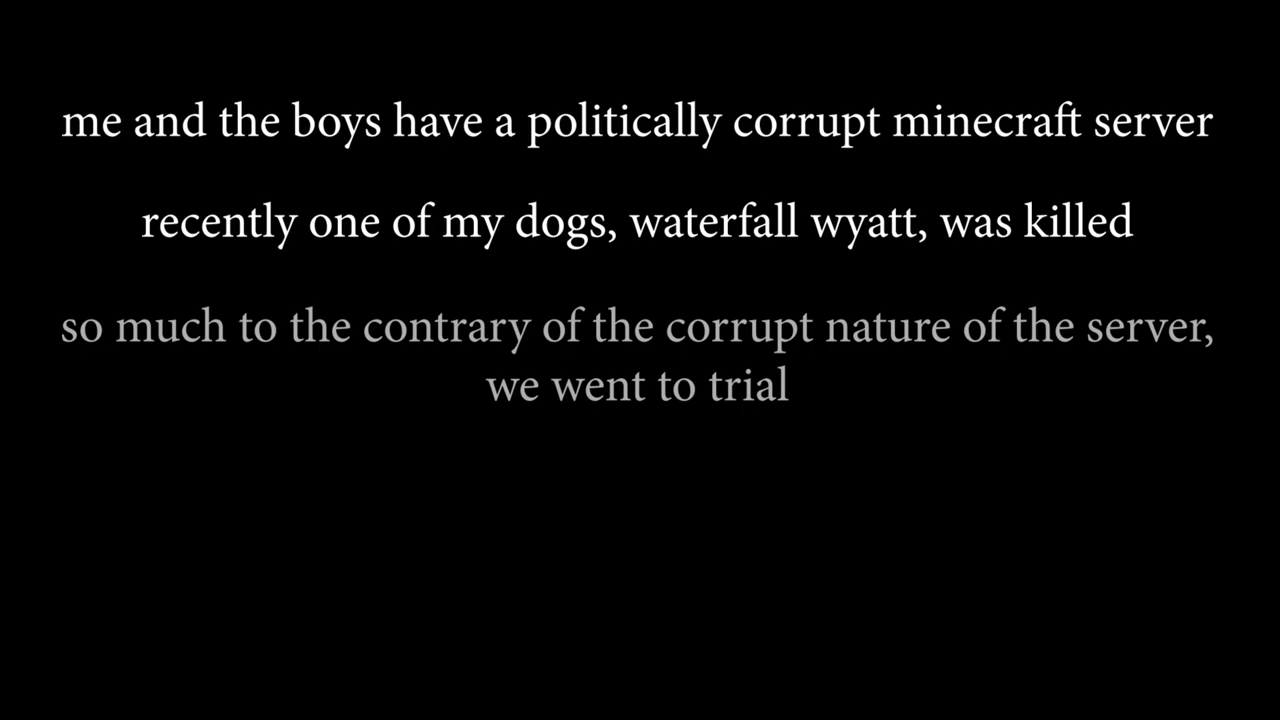 me and the boys have a politically corrupt minecraft server
recently one of my dogs, waterfall wyatt, was killed
so much to the contrary of the corrupt nature of the server,
we went to trial